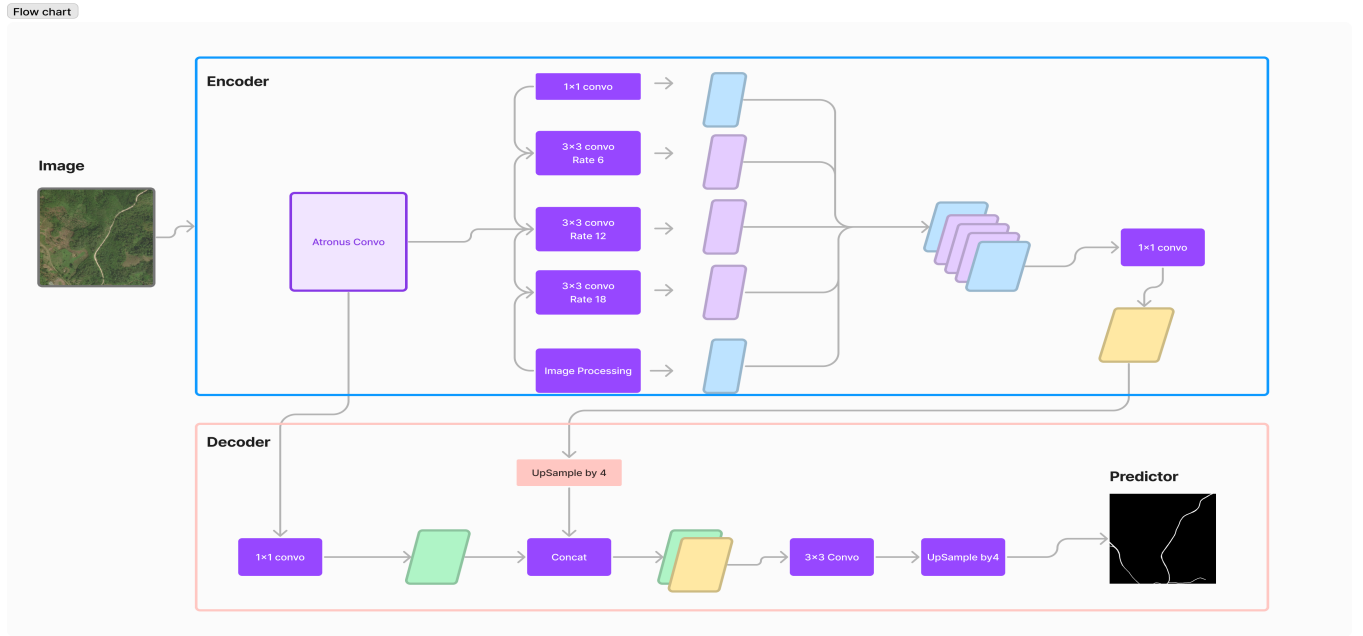 Flow chart
Encoder
Image
Atronus Convo
1×1 convo
3×3 convo
Rate 6
3×3 convo
Rate 12
3×3 convo
Rate 18
Image Processing
1×1 convo
Decoder
UpSample by 4
1×1 convo
Concat
3×3 Convo
UpSample by4
Predictor